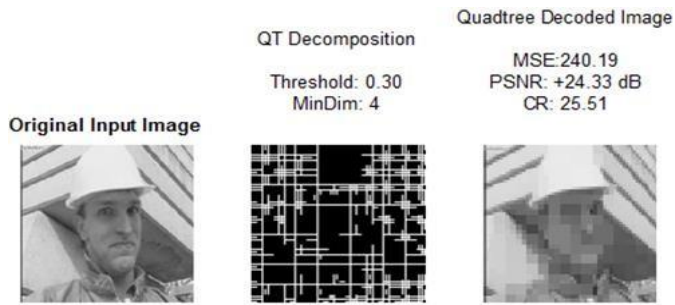 Original Input Image
QT Decomposition
Threshold: 0.30
MinDim: 4
Quadtree Decoded Image
MSE:240.19
PSNR: +24.33 dB
CR: 25.51